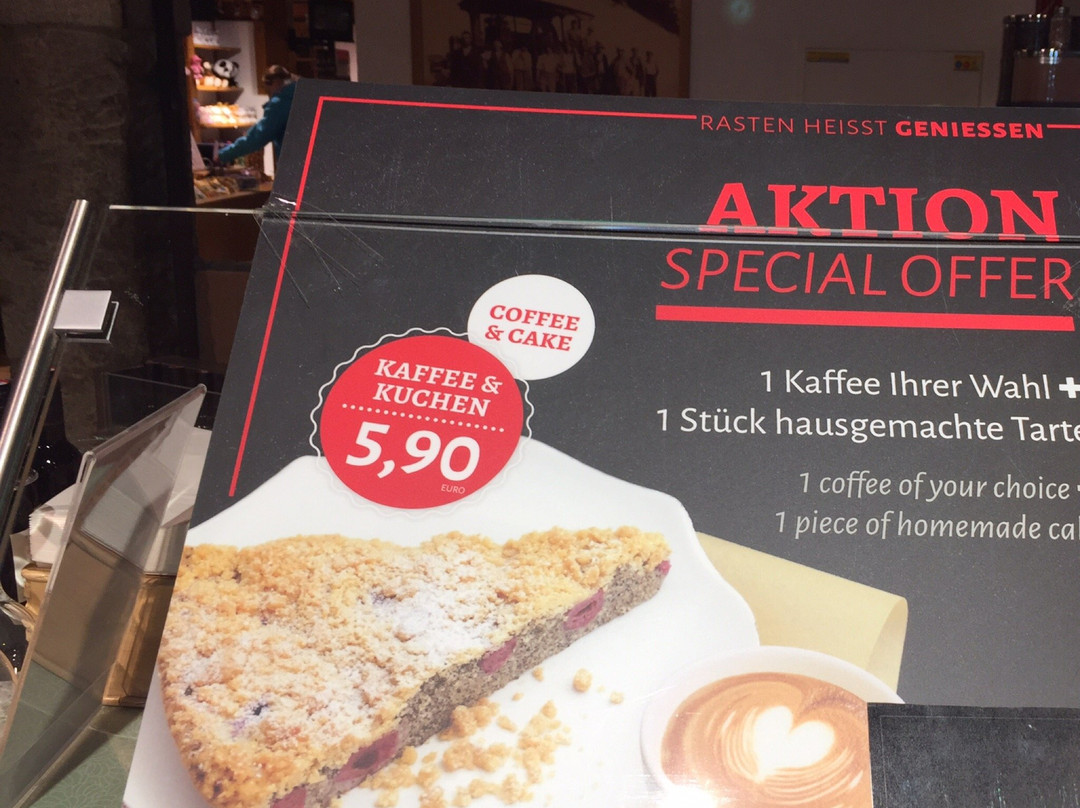 RASTEN HEISST GENIESSEN
AKTION
SPECIAL OFFER
COFFEE
& CAKE
KAFFEE &
KUCHEN
5,90
EURO
1 Kaffee Ihrer Wahl +
1 Stück hausgemachte Tarte
1 coffee of your choice
1 piece of homemade